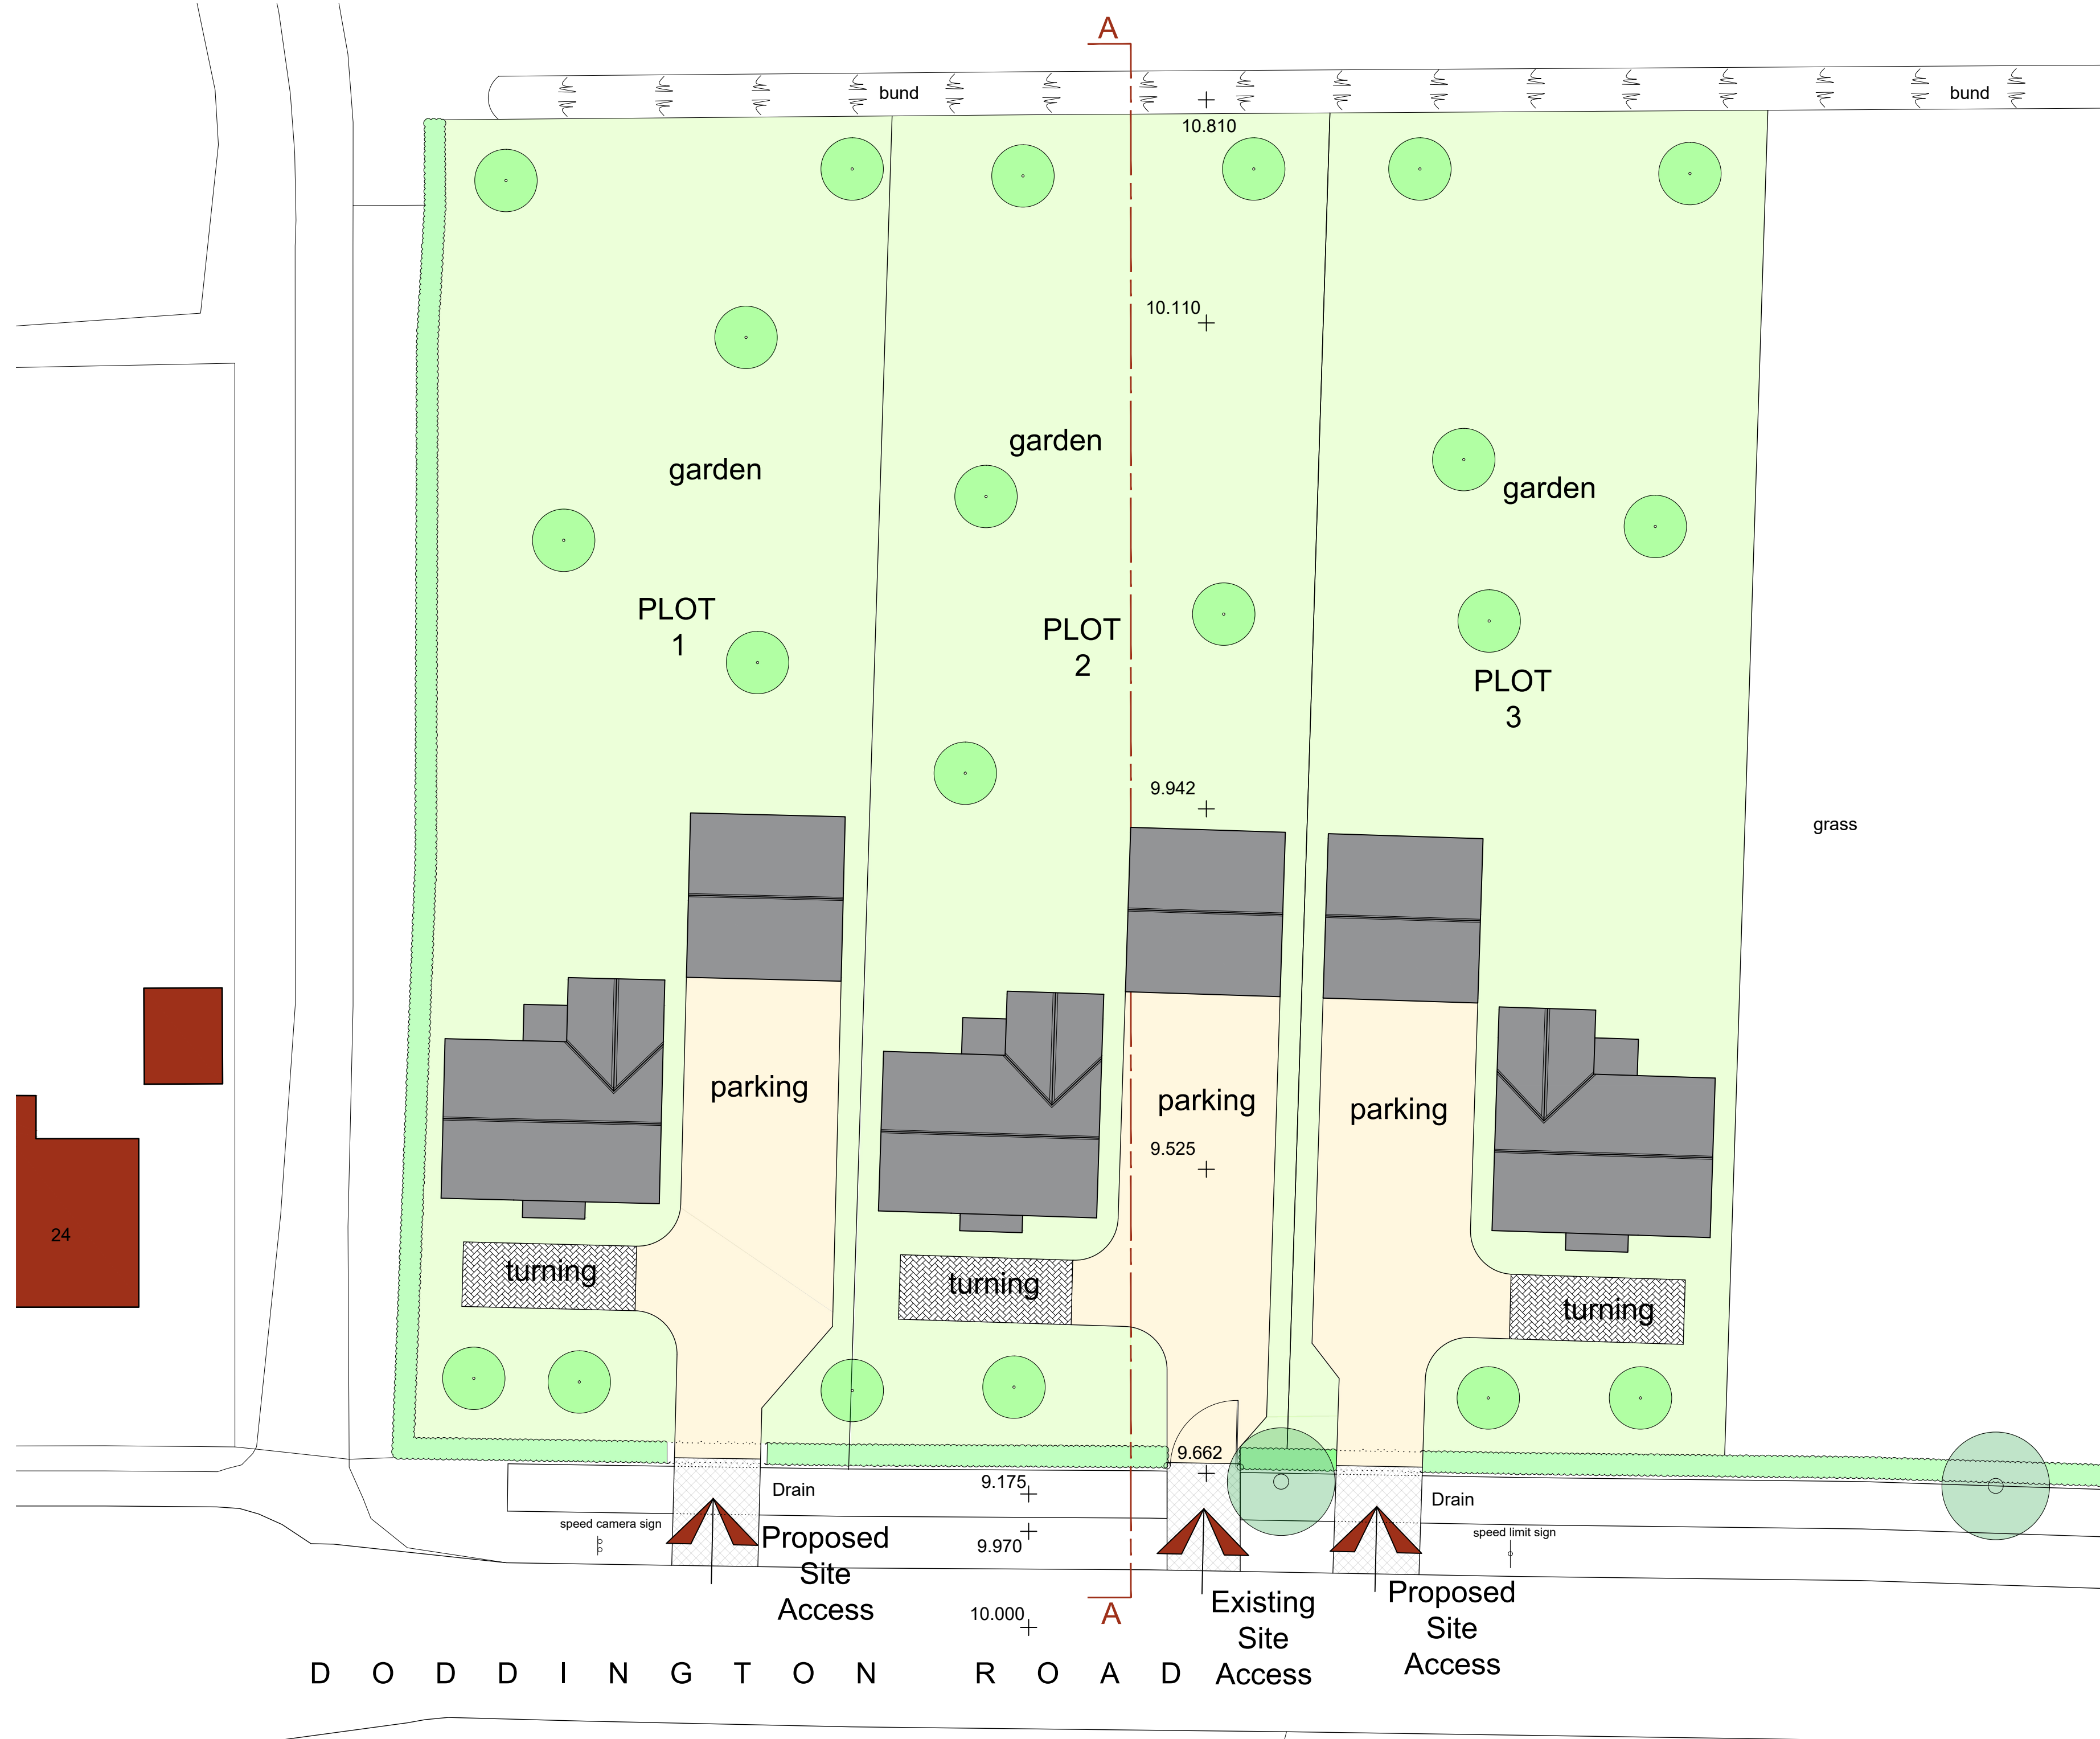 A
bund
bund
10.810
10.110
garden
garden
garden
PLOT
1
PLOT
2
PLOT
3
9.942
grass
parking
parking
parking
9.525
24
turning
turning
turning
9.662
9.175
Drain
Drain
speed camera sign
speed limit sign
9.970
Proposed
Site
Access
Existing
Site
Access
Proposed
Site
Access
10.000
A
DODDINGTON ROAD